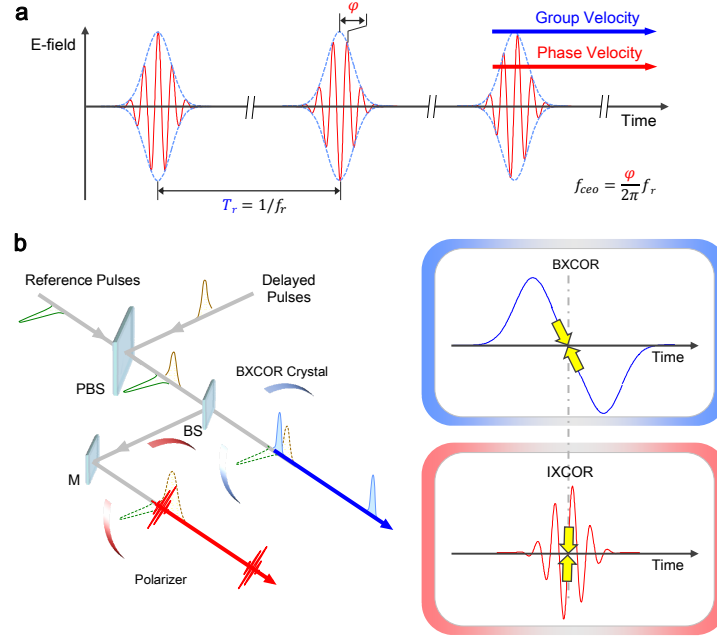 a
φ
Group Velocity
E-field
Phase Velocity
Time
T_r = 1/f_r
f_ceo = φ/2π f_r
b
BXCOR
Reference Pulses
Delayed
Pulses
Time
PBS
BXCOR Crystal
BS
M
IXCOR
Time
Polarizer